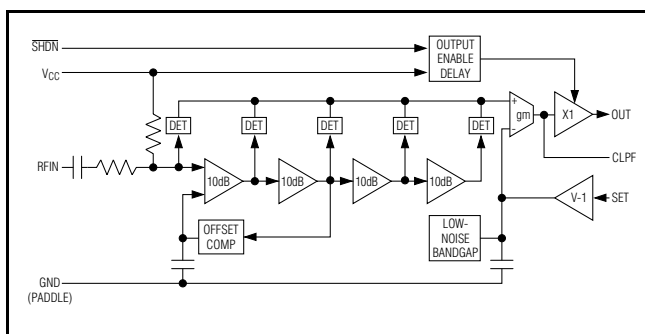 SHDN
OUTPUT
ENABLE
DELAY
VCC
DET
DET
DET
DET
DET
+
gm
-
X1
OUT
CLPF
RFIN
10dB
10dB
10dB
10dB
V-1
SET
OFFSET
COMP
LOW-
NOISE
BANDGAP
GND
(PADDLE)